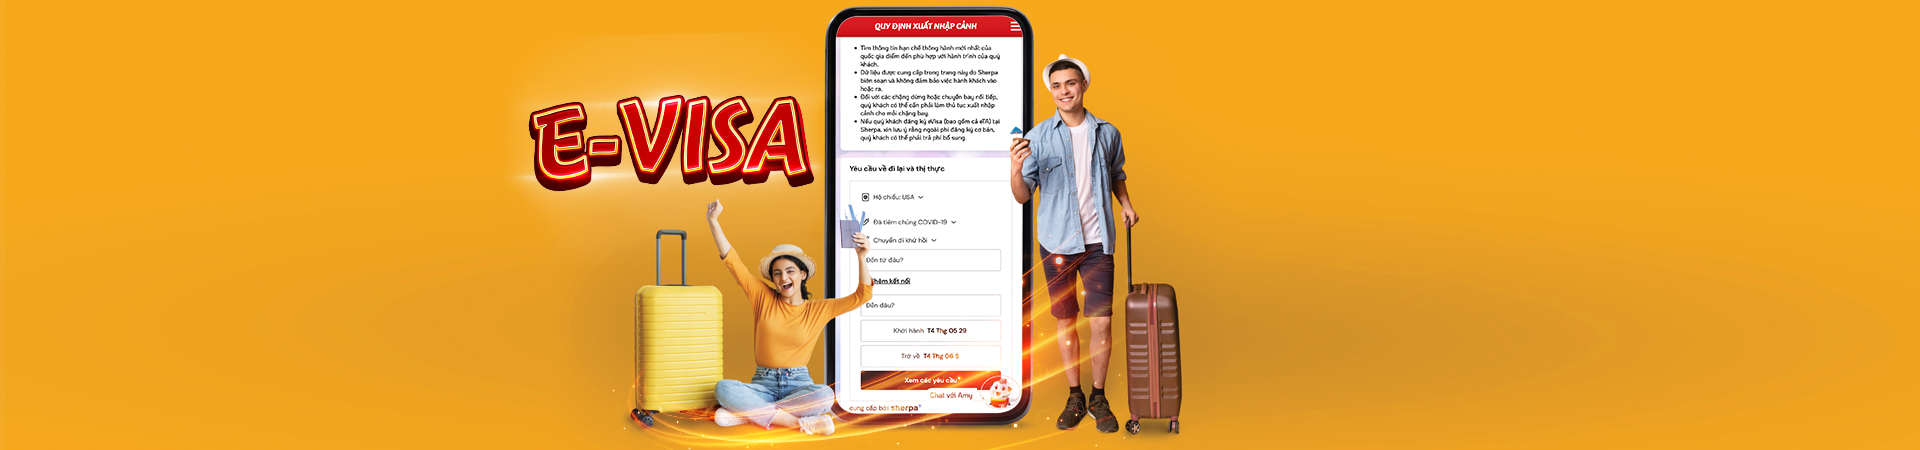 E-VISA
QUY ĐỊNH XUẤT NHẬP CẢNH
• Tìm thông tin hạn chế thông hành mới nhất của
quốc gia điểm đến phù hợp với hành trình của quý
khách.
• Dữ liệu được cung cấp trong trang này do Sherpa
biên soạn và không đảm bảo việc hành khách vào
hoặc ra.
• Đối với các chặng dừng hoặc chuyến bay nối tiếp,
quý khách có thể cần phải làm thủ tục xuất nhập
cảnh cho mỗi chặng bay.
• Nếu quý khách đăng ký eVisa (bao gồm cả eTA) tại
Sherpa, xin lưu ý rằng ngoài phí đăng ký cơ bản,
quý khách có thể phải trả phí bổ sung.
Yêu cầu về đi lại và thị thực
Hộ chiếu: USA
Đã tiêm chủng COVID-19
Chuyến đi khứ hồi
Đến từ đâu?
thêm kết nối
Đến đâu?
Khởi hành T4 Thg 05 29
Trở về T4 Thg 06 5
Xem các yêu cầu
Chat với Amy
cung cấp bởi sherpa°